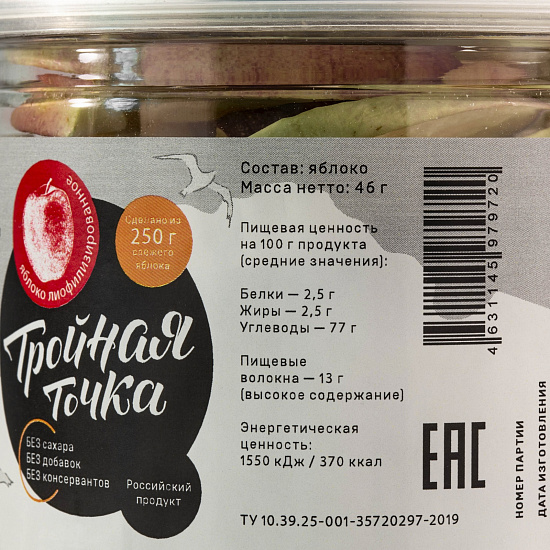 яблоко лиофилизированное
Сделано из
250 г
свежего
яблока
Тройная
точка
БЕЗ сахара
БЕЗ добавок
БЕЗ консервантов
Российский
продукт
Состав: яблоко
Масса нетто: 46 г
Пищевая ценность
на 100 г продукта
(средние значения):
Белки — 2,5 г
Жиры — 2,5 г
Углеводы — 77 г
Пищевые
волокна — 13 г
(высокое содержание)
Энергетическая
ценность:
1550 кДж / 370 ккал
ТУ 10.39.25-001-35720297-2019
4 631145 979720
EAC
НОМЕР ПАРТИИ
ДАТА ИЗГОТОВЛЕНИЯ